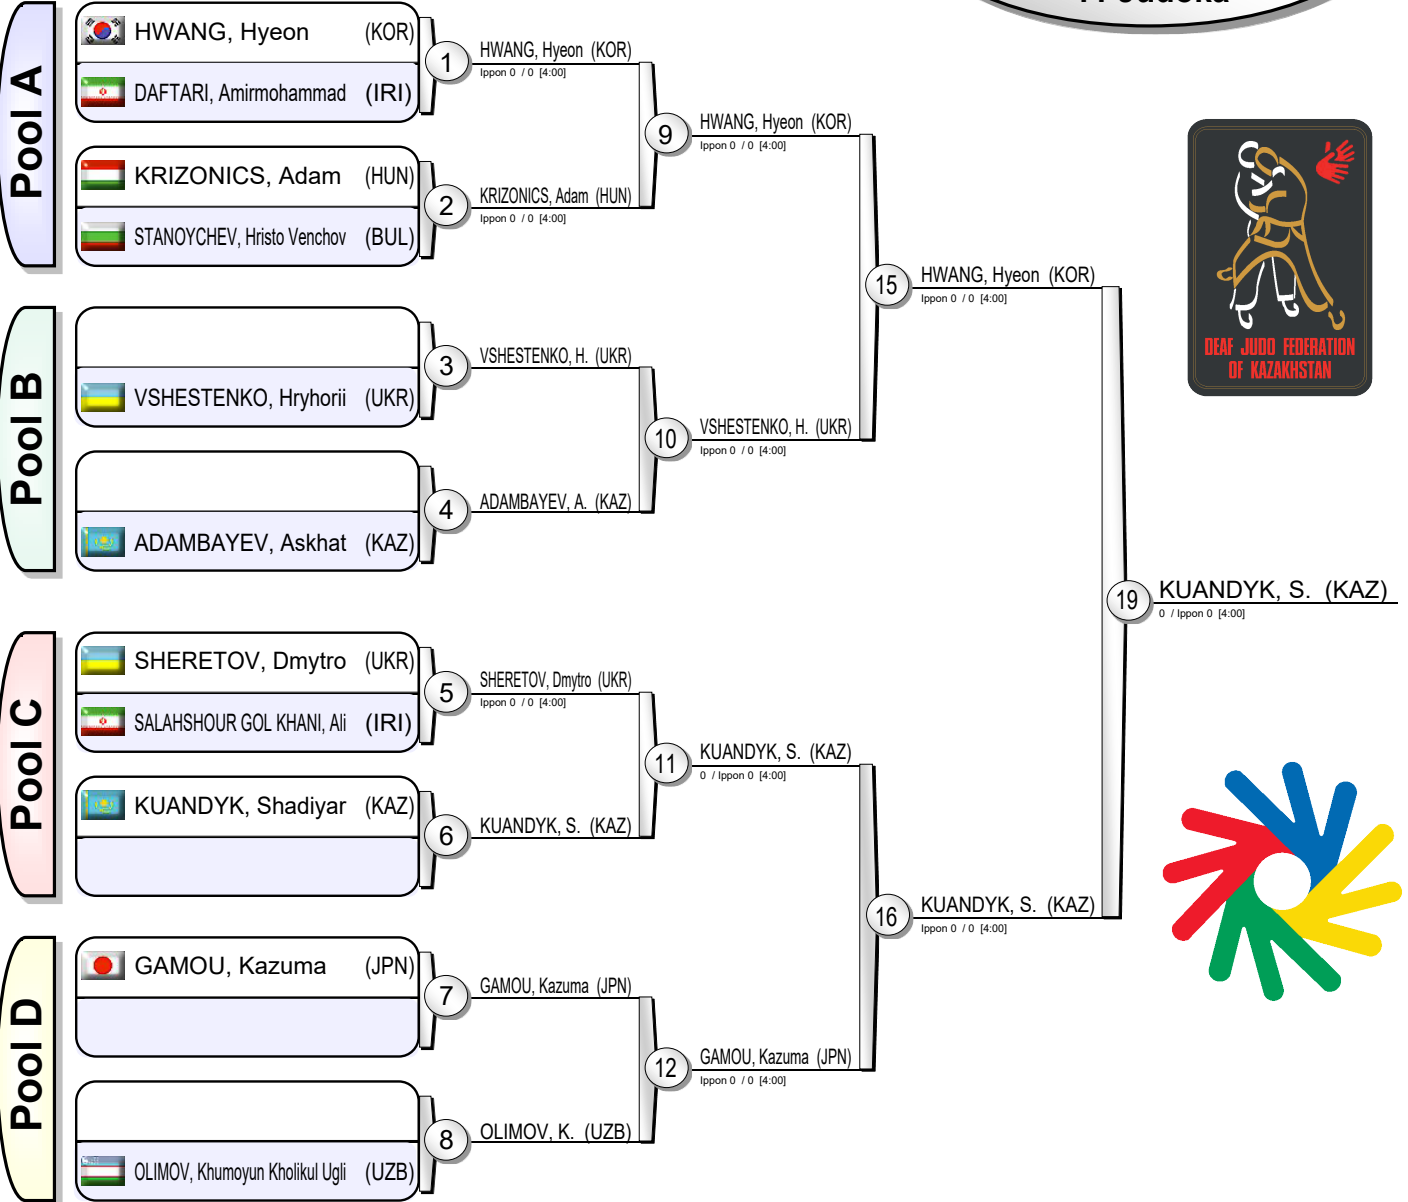 Pool A
HWANG, Hyeon (KOR)
DAFTARI, Amirmohammad (IRI)
1
HWANG, Hyeon (KOR)
Ippon 0 / 0 [4:00]
KRIZONICS, Adam (HUN)
STANOYCHEV, Hristo Venchov (BUL)
2
KRIZONICS, Adam (HUN)
Ippon 0 / 0 [4:00]
9
HWANG, Hyeon (KOR)
Ippon 0 / 0 [4:00]
Pool B
VSHESTENKO, Hryhorii (UKR)
3
VSHESTENKO, H. (UKR)
ADAMBAYEV, Askhat (KAZ)
4
ADAMBAYEV, A. (KAZ)
10
VSHESTENKO, H. (UKR)
Ippon 0 / 0 [4:00]
15
HWANG, Hyeon (KOR)
Ippon 0 / 0 [4:00]
Pool C
SHERETOV, Dmytro (UKR)
SALAHSHOUR GOL KHANI, Ali (IRI)
5
SHERETOV, Dmytro (UKR)
Ippon 0 / 0 [4:00]
KUANDYK, Shadiyar (KAZ)
6
KUANDYK, S. (KAZ)
11
KUANDYK, S. (KAZ)
0 / Ippon 0 [4:00]
Pool D
GAMOU, Kazuma (JPN)
7
GAMOU, Kazuma (JPN)
OLIMOV, Khumoyun Kholikul Ugli (UZB)
8
OLIMOV, K. (UZB)
12
GAMOU, Kazuma (JPN)
Ippon 0 / 0 [4:00]
16
KUANDYK, S. (KAZ)
Ippon 0 / 0 [4:00]
19
KUANDYK, S. (KAZ)
0 / Ippon 0 [4:00]
DEAF JUDO FEDERATION
OF KAZAKHSTAN